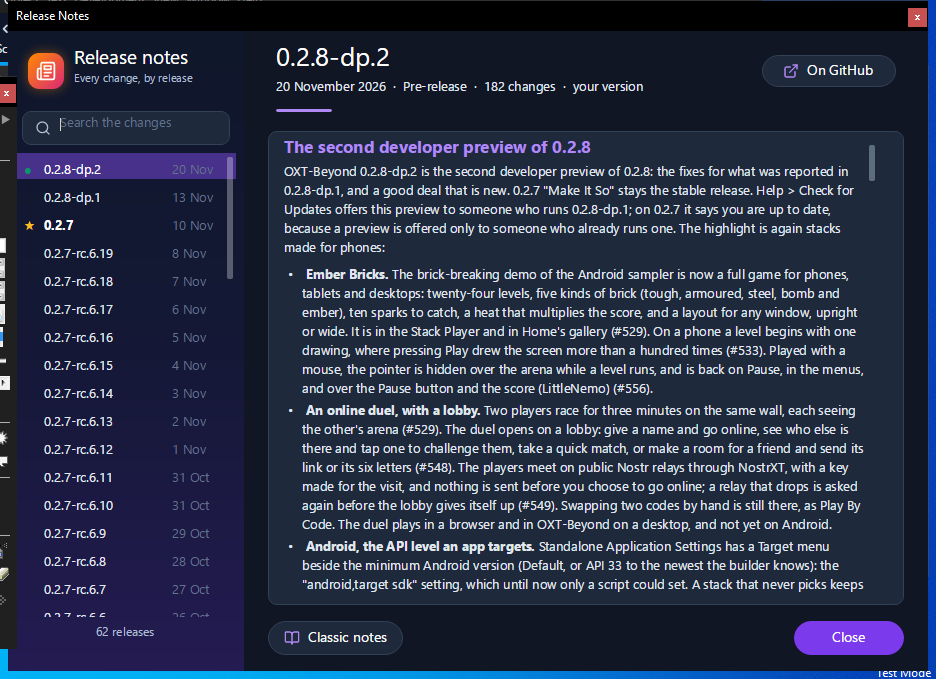 Release Notes
x
Release notes
Every change, by release
Search the changes
0.2.8-dp.2 20 Nov
0.2.8-dp.1 13 Nov
0.2.7 10 Nov
0.2.7-rc.6.19 8 Nov
0.2.7-rc.6.18 7 Nov
0.2.7-rc.6.17 6 Nov
0.2.7-rc.6.16 5 Nov
0.2.7-rc.6.15 4 Nov
0.2.7-rc.6.14 3 Nov
0.2.7-rc.6.13 2 Nov
0.2.7-rc.6.12 1 Nov
0.2.7-rc.6.11 31 Oct
0.2.7-rc.6.10 31 Oct
0.2.7-rc.6.9 29 Oct
0.2.7-rc.6.8 28 Oct
0.2.7-rc.6.7 27 Oct
0.2.7-rc.6.6 26 Oct
62 releases
0.2.8-dp.2
20 November 2026 · Pre-release · 182 changes · your version
On GitHub
The second developer preview of 0.2.8
OXT-Beyond 0.2.8-dp.2 is the second developer preview of 0.2.8: the fixes for what was reported in
0.2.8-dp.1, and a good deal that is new. 0.2.7 "Make It So" stays the stable release. Help > Check for
Updates offers this preview to someone who runs 0.2.8-dp.1; on 0.2.7 it says you are up to date,
because a preview is offered only to someone who already runs one. The highlight is again stacks
made for phones:
• Ember Bricks. The brick-breaking demo of the Android sampler is now a full game for phones,
tablets and desktops: twenty-four levels, five kinds of brick (tough, armoured, steel, bomb and
ember), ten sparks to catch, a heat that multiplies the score, and a layout for any window, upright
or wide. It is in the Stack Player and in Home's gallery (#529). On a phone a level begins with one
drawing, where pressing Play drew the screen more than a hundred times (#533). Played with a
mouse, the pointer is hidden over the arena while a level runs, and is back on Pause, in the menus,
and over the Pause button and the score (LittleNemo) (#556).
• An online duel, with a lobby. Two players race for three minutes on the same wall, each seeing
the other's arena (#529). The duel opens on a lobby: give a name and go online, see who else is
there and tap one to challenge them, take a quick match, or make a room for a friend and send its
link or its six letters (#548). The players meet on public Nostr relays through NostrXT, with a key
made for the visit, and nothing is sent before you choose to go online; a relay that drops is asked
again before the lobby gives itself up (#549). Swapping two codes by hand is still there, as Play By
Code. The duel plays in a browser and in OXT-Beyond on a desktop, and not yet on Android.
• Android, the API level an app targets. Standalone Application Settings has a Target menu
beside the minimum Android version (Default, or API 33 to the newest the builder knows): the
"android,target sdk" setting, which until now only a script could set. A stack that never picks keeps
Classic notes
Close
Test Mode